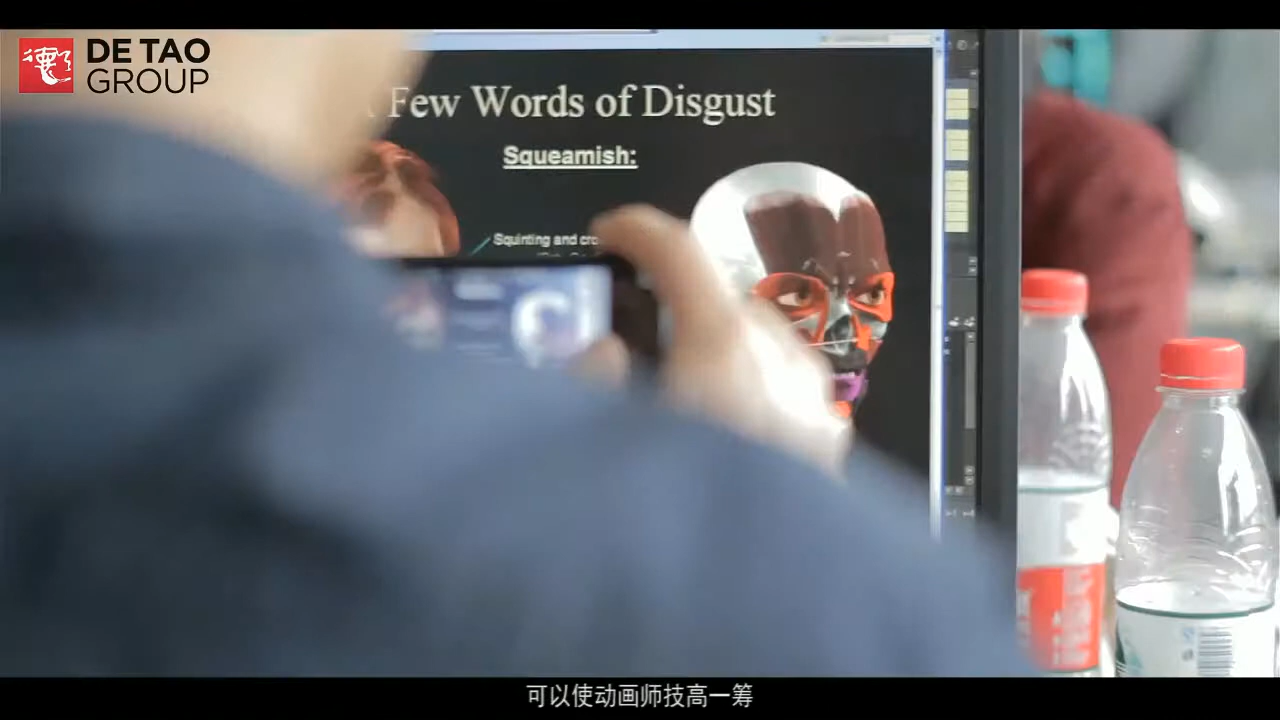 DE TAO
GROUP
Few Words of Disgust
Squeamish:
Squinting and
可以使动画师技高一筹